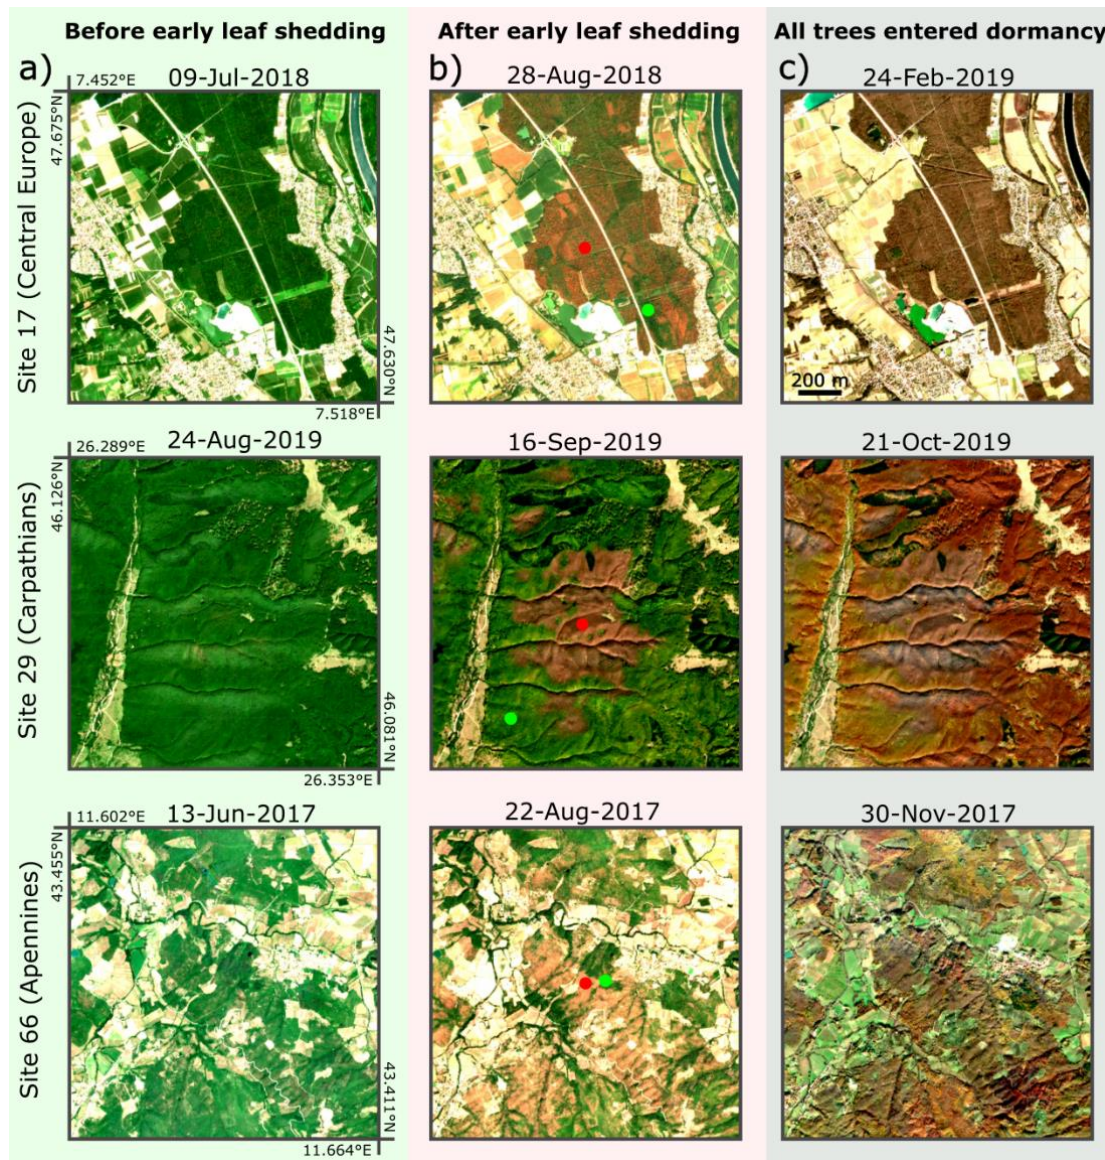 Before early leaf shedding
After early leaf shedding
All trees entered dormancy
a)
b)
c)
Site 17 (Central Europe)
09-Jul-2018
28-Aug-2018
24-Feb-2019
7.452°E
47.675°N
47.630°N
7.518°E
200 m
Site 29 (Carpathians)
24-Aug-2019
16-Sep-2019
21-Oct-2019
26.289°E
46.126°N
46.081°N
26.353°E
Site 66 (Apennines)
13-Jun-2017
22-Aug-2017
30-Nov-2017
11.602°E
43.455°N
43.411°N
11.664°E